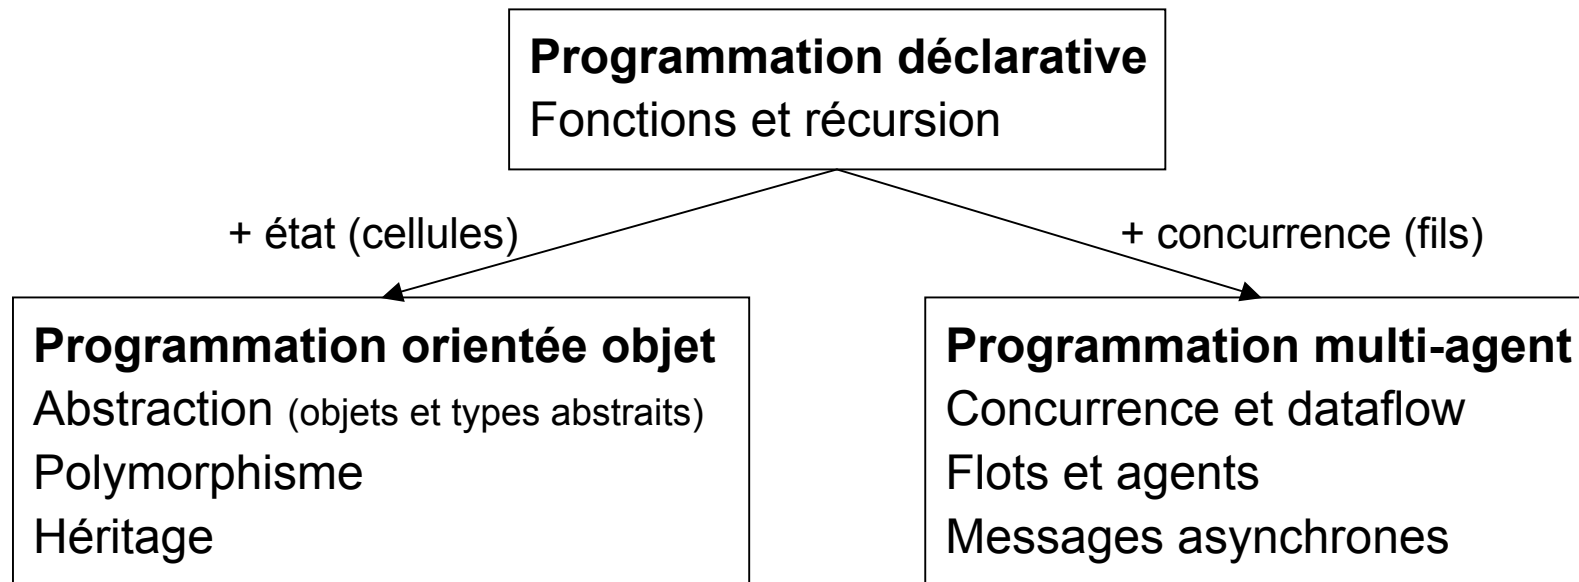 Programmation déclarative
Fonctions et récursion
+ état (cellules)
+ concurrence (fils)
Programmation orientée objet
Abstraction (objets et types abstraits)
Polymorphisme
Héritage
Programmation multi-agent
Concurrence et dataflow
Flots et agents
Messages asynchrones